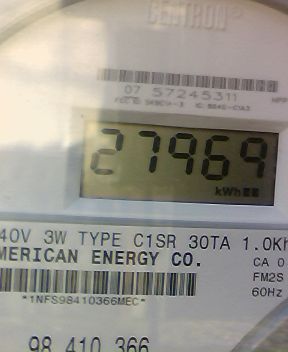 CENTRON®
07 57245311
27969
kWh
40V 3W TYPE C1SR 30TA 1.0Kh
MERICAN ENERGY CO.
CA 0
FM2S
60Hz
*1NFS98410366MEC*
98 410 366